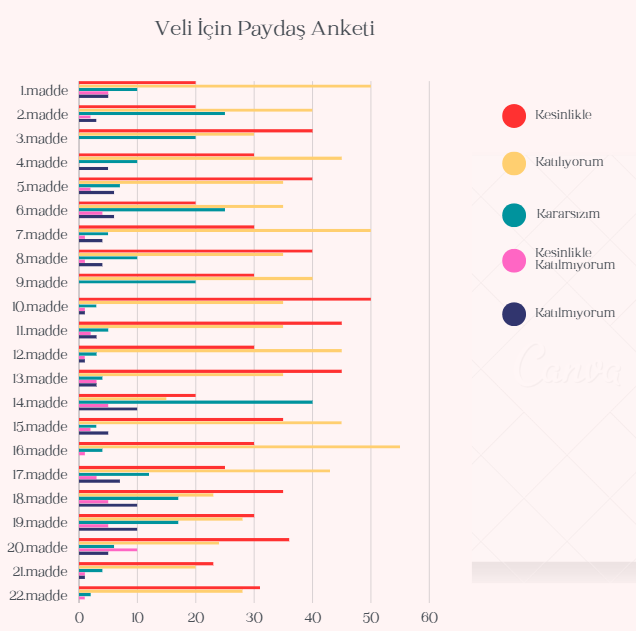 Veli İçin Paydaş Anketi
1.madde
2.madde
3.madde
4.madde
5.madde
6.madde
7.madde
8.madde
9.madde
10.madde
11.madde
12.madde
13.madde
14.madde
15.madde
16.madde
17.madde
18.madde
19.madde
20.madde
21.madde
22.madde
0 10 20 30 40 50 60
Kesinlikle
Katılıyorum
Kararsızım
Kesinlikle
Katılmıyorum
Katılmıyorum
Canva